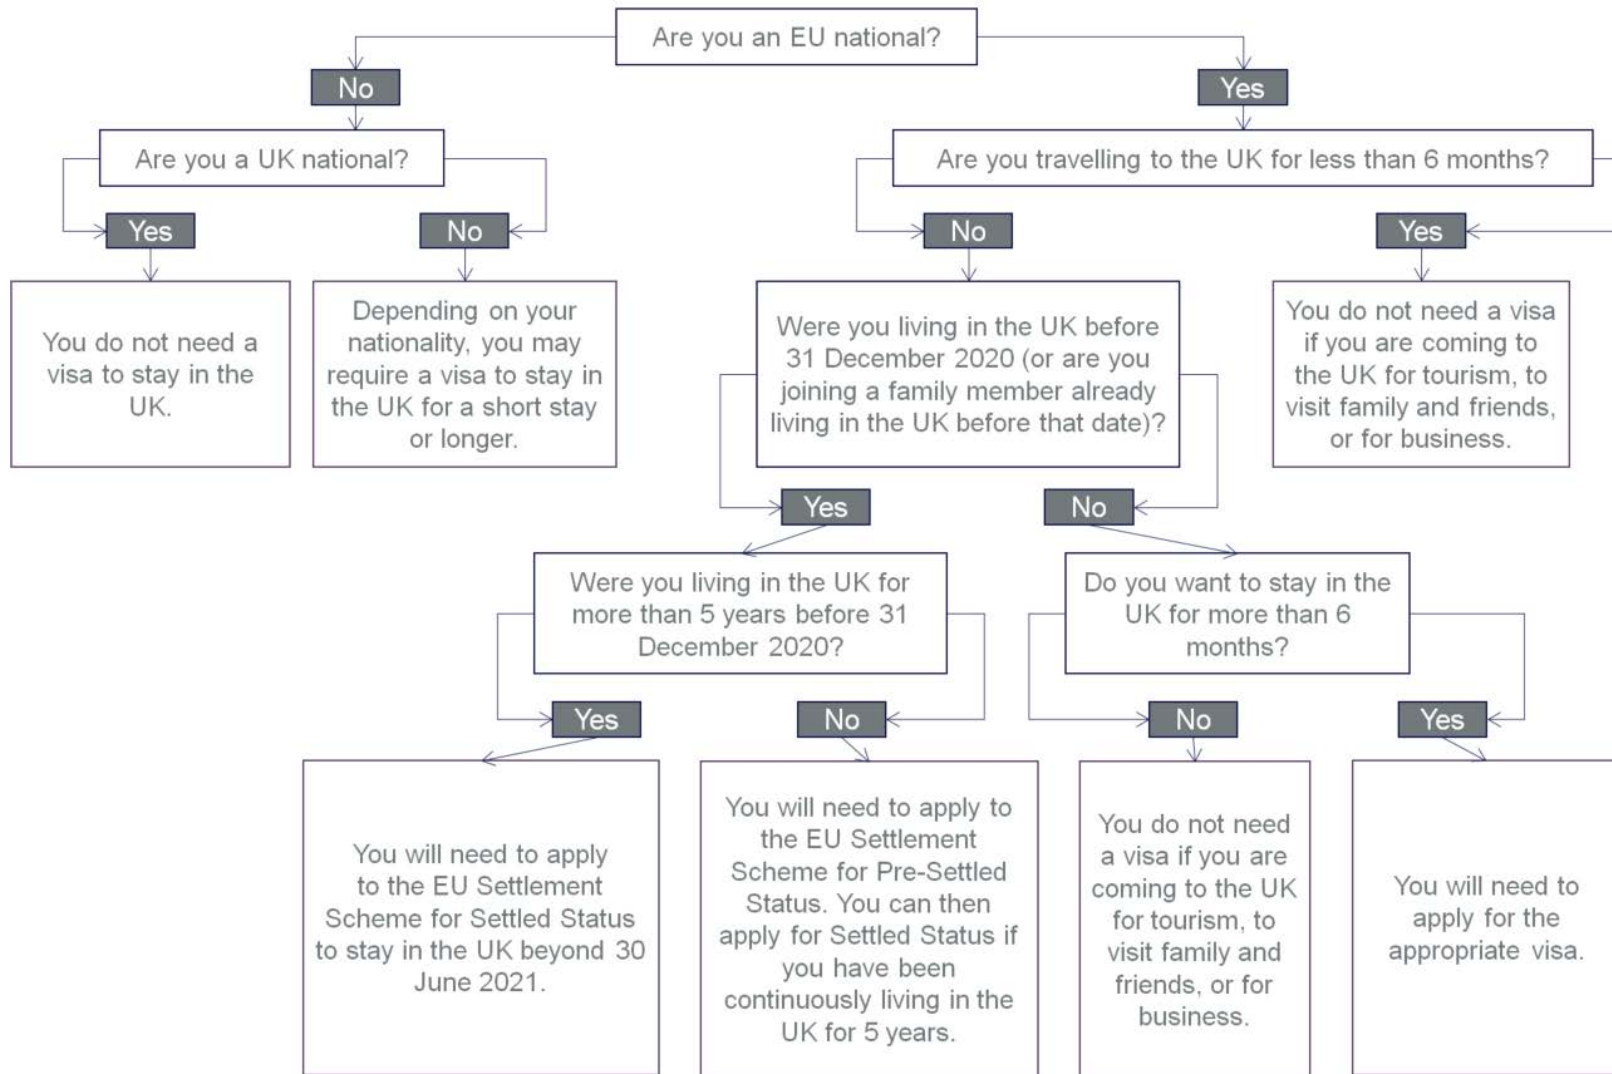 Are you an EU national?
No
Yes
Are you a UK national?
Are you travelling to the UK for less than 6 months?
Yes
No
No
Yes
You do not need a
visa to stay in the
UK.
Depending on your
nationality, you may
require a visa to stay in
the UK for a short stay
or longer.
Were you living in the UK before
31 December 2020 (or are you
joining a family member already
living in the UK before that date)?
You do not need a visa
if you are coming to
the UK for tourism, to
visit family and friends,
or for business.
Yes
No
Were you living in the UK for
more than 5 years before 31
December 2020?
Do you want to stay in the
UK for more than 6
months?
Yes
No
No
Yes
You will need to apply
to the EU Settlement
Scheme for Settled Status
to stay in the UK beyond 30
June 2021.
You will need to apply to
the EU Settlement
Scheme for Pre-Settled
Status. You can then
apply for Settled Status if
you have been
continuously living in the
UK for 5 years.
You do not need
a visa if you are
coming to the UK
for tourism, to
visit family and
friends, or for
business.
You will need to
apply for the
appropriate visa.